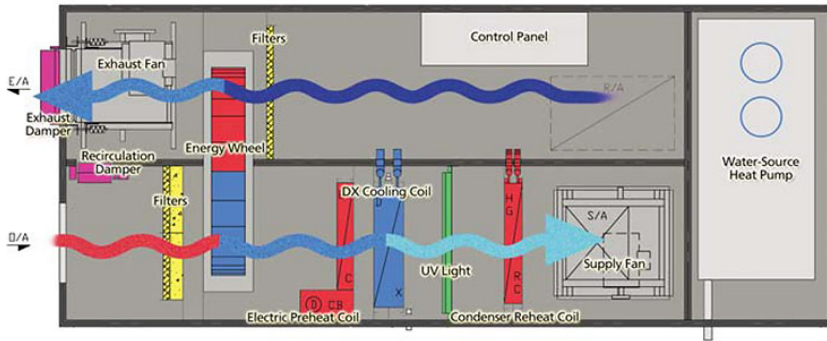 Exhaust Fan
Filters
Control Panel
E/A
Exhaust
Damper
R/A
Energy Wheel
Recirculation
Damper
Water-Source
Heat Pump
Filters
DX Cooling Coil
D
H
G
S/A
O/A
UV Light
Supply Fan
C
X
R
C
D CB
Electric Preheat Coil
Condenser Reheat Coil